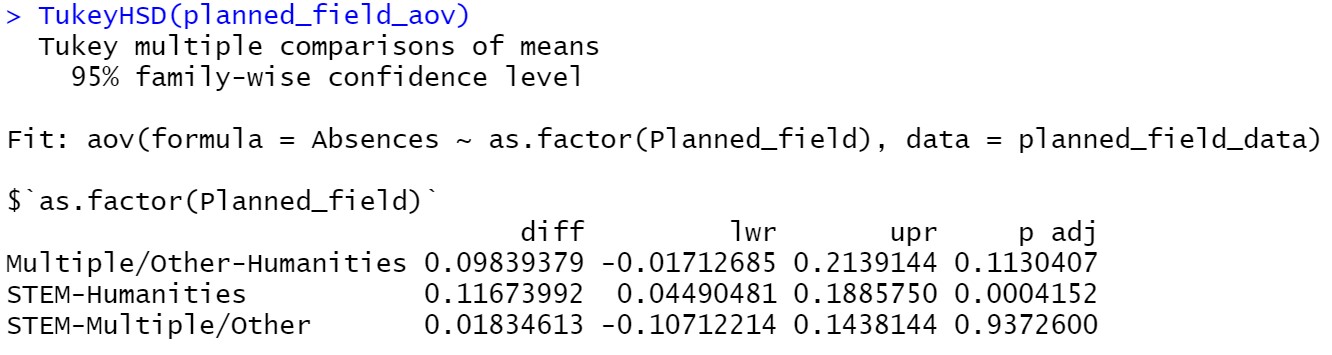 > TukeyHSD(planned_field_aov)
Tukey multiple comparisons of means
95% family-wise confidence level
Fit: aov(formula = Absences ~ as.factor(Planned_field), data = planned_field_data)
$`as.factor(Planned_field)`
diff lwr upr p adj
Multiple/Other-Humanities 0.09839379 -0.01712685 0.2139144 0.1130407
STEM-Humanities 0.11673992 0.04490481 0.1885750 0.0004152
STEM-Multiple/Other 0.01834613 -0.10712214 0.1438144 0.9372600